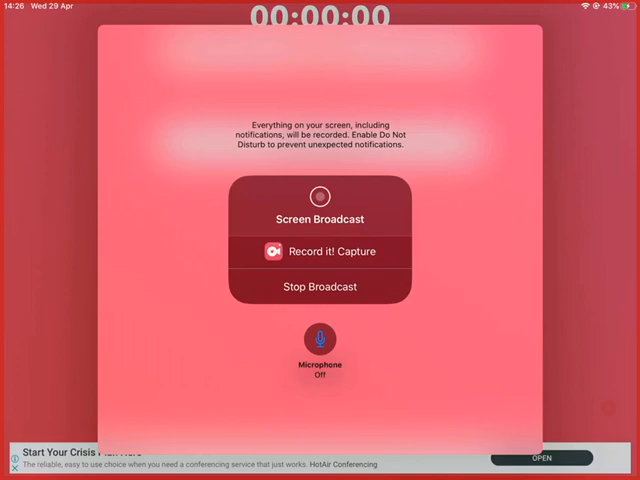 14:26 Wed 29 Apr
43%
00:00:00
Everything on your screen, including
notifications, will be recorded. Enable Do Not
Disturb to prevent unexpected notifications.
Screen Broadcast
Record it! Capture
Stop Broadcast
Microphone
Off
Start Your Crisis Plan Here
The reliable, easy to use choice when you need a conferencing service that just works. HotAir Conferencing
OPEN